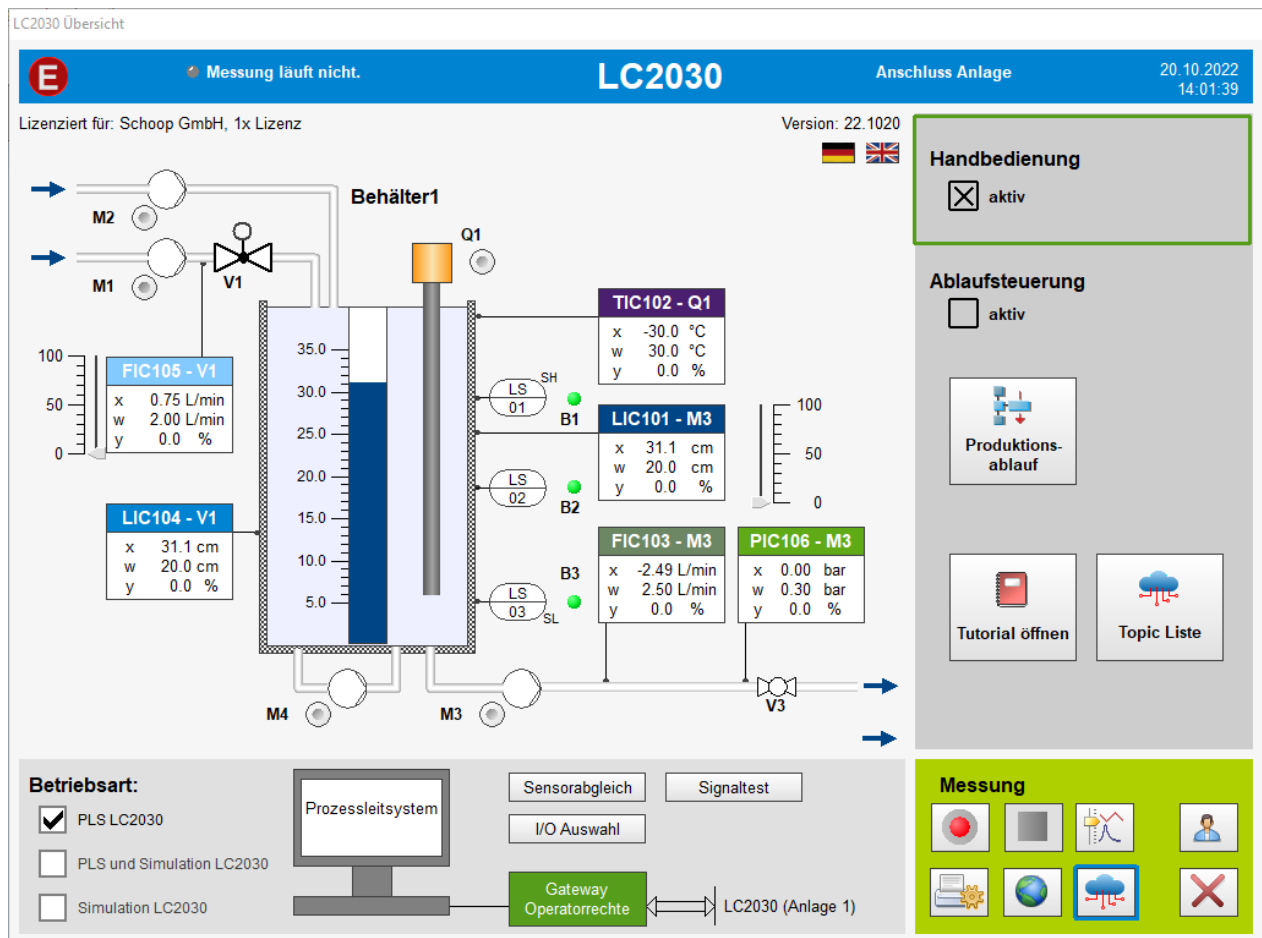 LC2030 Übersicht
E
Messung läuft nicht.
LC2030
Anschluss Anlage
20.10.2022
14:01:39
Lizenziert für: Schoop GmbH, 1x Lizenz
Version: 22.1020
Handbedienung
aktiv
Ablaufsteuerung
aktiv
Produktions-
ablauf
Tutorial öffnen
Topic Liste
M2
M1
V1
Behälter1
Q1
TIC102 - Q1
x -30.0 °C
w 30.0 °C
y 0.0 %
100
50
0
FIC105 - V1
x 0.75 L/min
w 2.00 L/min
y 0.0 %
35.0
30.0
25.0
20.0
15.0
10.0
5.0
LS
01
SH
B1
LIC101 - M3
x 31.1 cm
w 20.0 cm
y 0.0 %
100
50
0
LS
02
B2
LIC104 - V1
x 31.1 cm
w 20.0 cm
y 0.0 %
B3
LS
03
SL
FIC103 - M3
x -2.49 L/min
w 2.50 L/min
y 0.0 %
PIC106 - M3
x 0.00 bar
w 0.30 bar
y 0.0 %
M4
M3
V3
Betriebsart:
PLS LC2030
PLS und Simulation LC2030
Simulation LC2030
Prozessleitsystem
Sensorabgleich
Signaltest
I/O Auswahl
Gateway
Operatorrechte
LC2030 (Anlage 1)
Messung